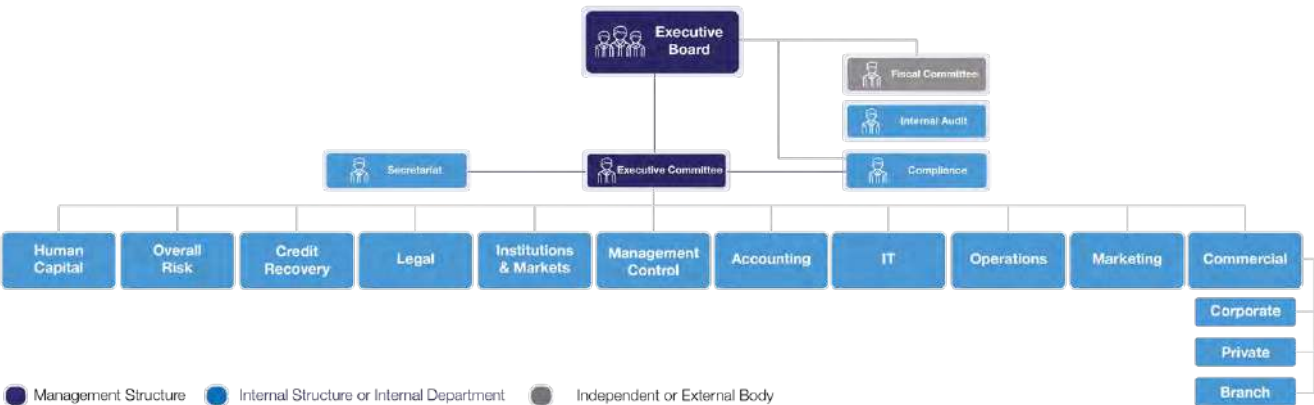 Executive
Board
Fiscal Committee
Internal Audit
Secretariat
Executive Committee
Compliance
Human
Capital
Overall
Risk
Credit
Recovery
Legal
Institutions
& Markets
Management
Control
Accounting
IT
Operations
Marketing
Commercial
Corporate
Private
Branch
Management Structure
Internal Structure or Internal Department
Independent or External Body